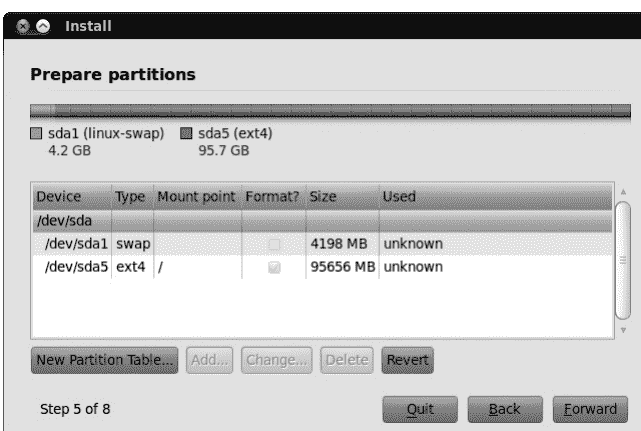 Install
Prepare partitions
sda1 (linux-swap) sda5 (ext4)
4.2 GB 95.7 GB
Device Type Mount point Format? Size Used
/dev/sda
/dev/sda1 swap 4198 MB unknown
/dev/sda5 ext4 / 95656 MB unknown
New Partition Table... Add... Change... Delete Revert
Step 5 of 8 Quit Back Forward